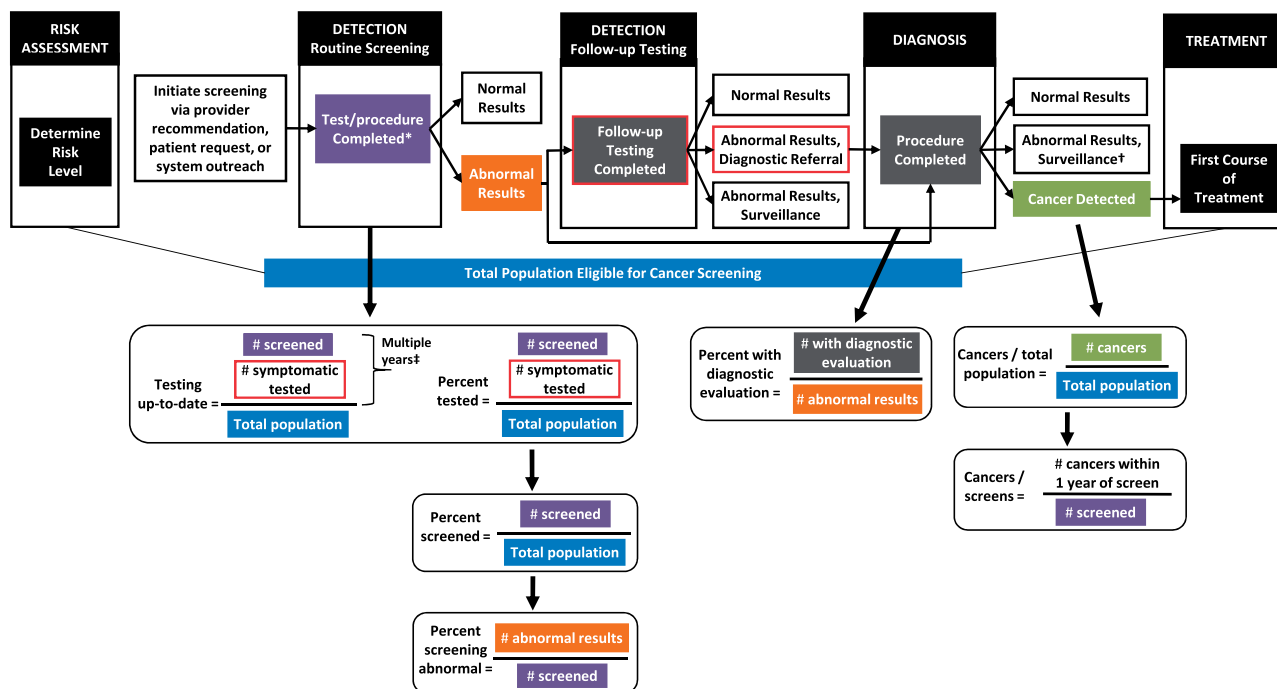 RISK
ASSESSMENT
Determine
Risk
Level
Initiate screening
via provider
recommendation,
patient request, or
system outreach
DETECTION
Routine Screening
Test/procedure
Completed*
Normal
Results
Abnormal
Results
DETECTION
Follow-up Testing
Follow-up
Testing
Completed
Normal Results
Abnormal Results,
Diagnostic Referral
Abnormal Results,
Surveillance
DIAGNOSIS
Procedure
Completed
Normal Results
Abnormal Results,
Surveillance†
Cancer Detected
TREATMENT
First Course
of
Treatment
Total Population Eligible for Cancer Screening
Testing
up-to-date =
# screened
# symptomatic
tested
Total population
Multiple
years‡
Percent
tested =
# screened
# symptomatic
tested
Total population
Percent
screened =
# screened
Total population
Percent
screening
abnormal =
# abnormal results
# screened
Percent with
diagnostic
evaluation =
# with diagnostic
evaluation
# abnormal results
Cancers / total
population =
# cancers
Total population
Cancers /
screens =
# cancers within
1 year of screen
# screened